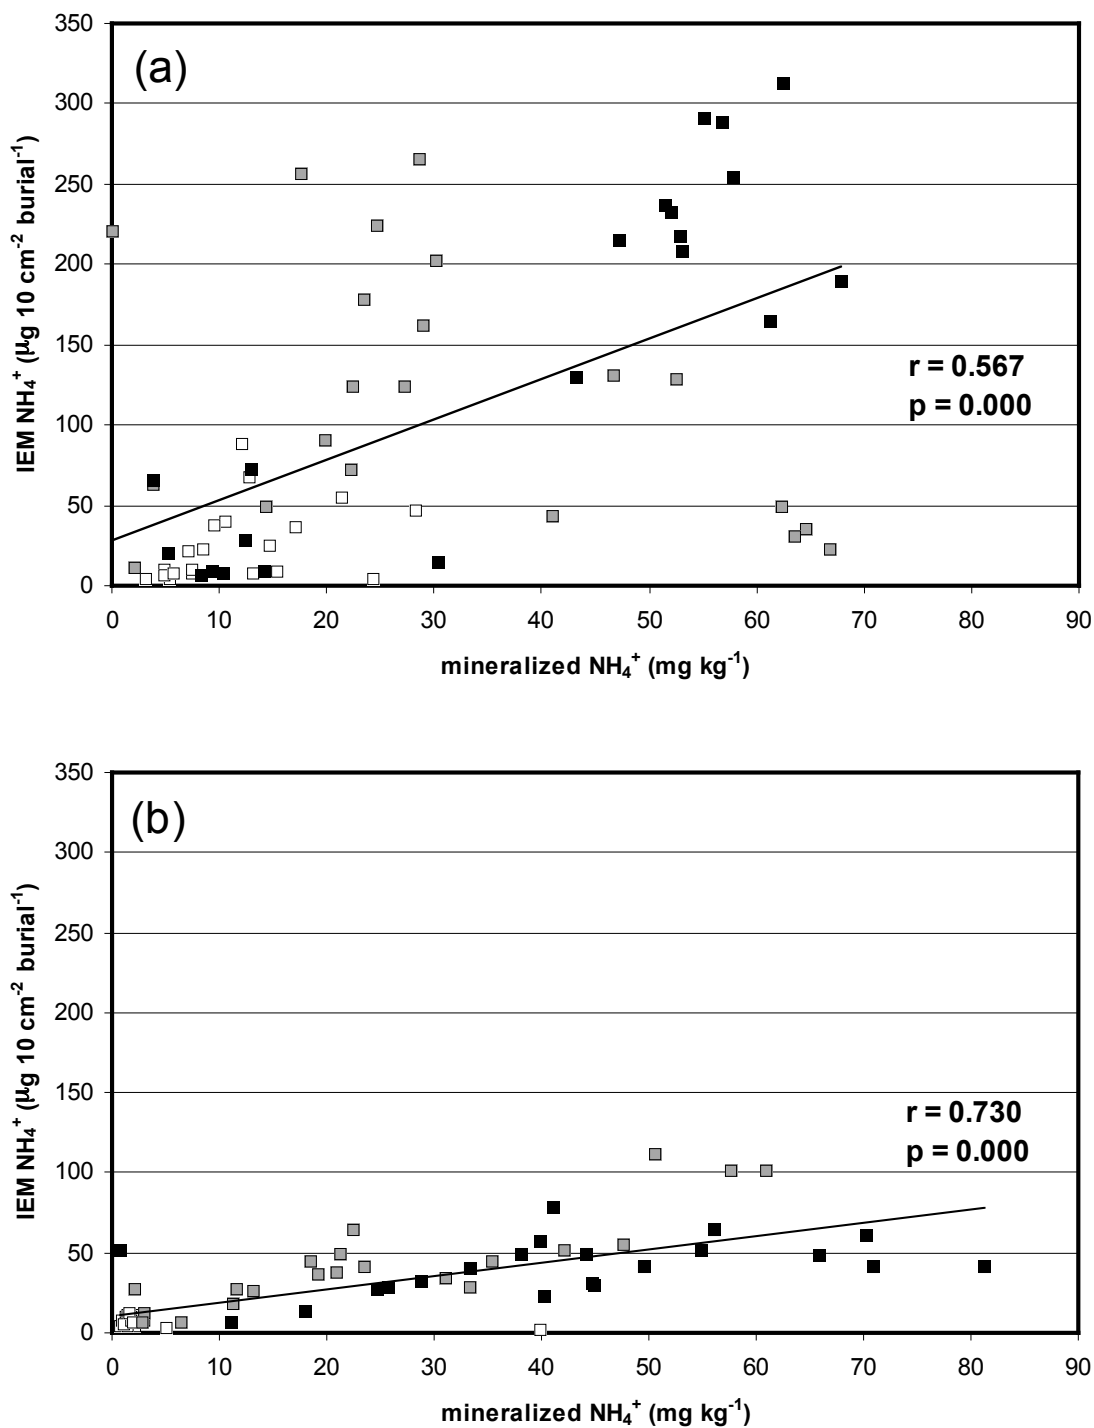 350
(a)
300
250
200
150
100
50
0
IEM NH₄⁺ (µg 10 cm⁻² burial⁻¹)
r = 0.567
p = 0.000
0 10 20 30 40 50 60 70 80 90
mineralized NH₄⁺ (mg kg⁻¹)
350
(b)
300
250
200
150
100
50
0
IEM NH₄⁺ (µg 10 cm⁻² burial⁻¹)
r = 0.730
p = 0.000
0 10 20 30 40 50 60 70 80 90
mineralized NH₄⁺ (mg kg⁻¹)